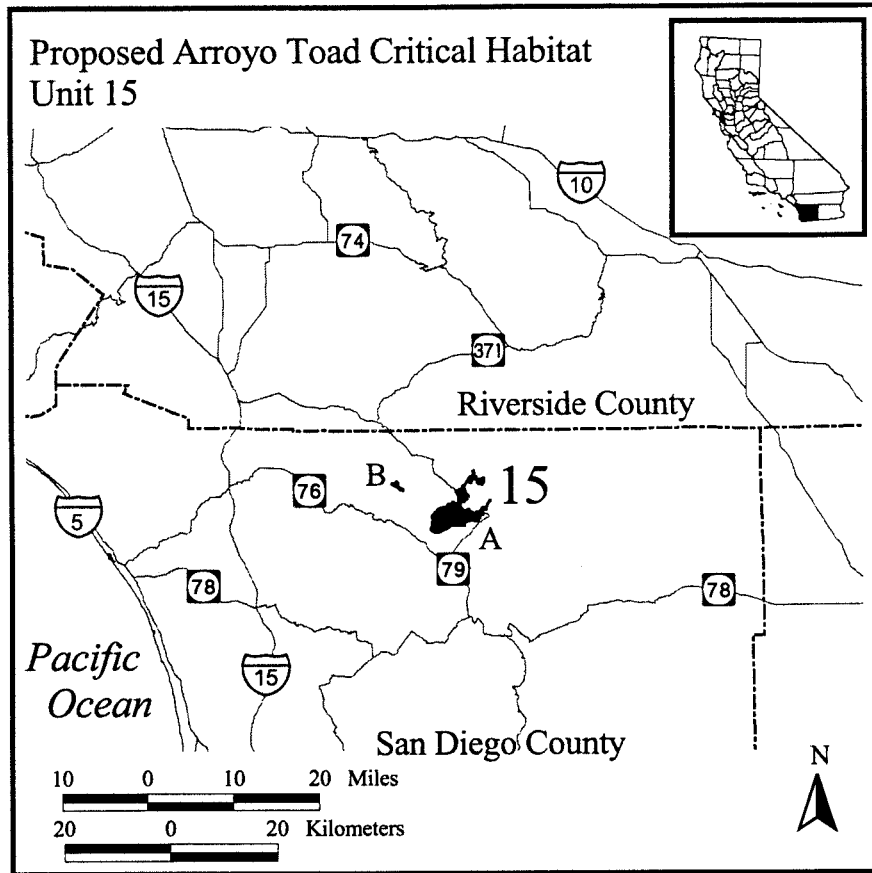 Proposed Arroyo Toad Critical Habitat
Unit 15
10
74
15
371
Riverside County
B
15
76
5
A
79
78
78
Pacific
Ocean
15
San Diego County
N
10 0 10 20 Miles
20 0 20 Kilometers